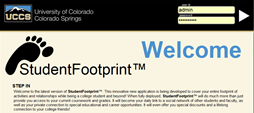 UCCS
University of Colorado
Colorado Springs
user id
admin
password
Welcome
StudentFootprint™
STEP IN
Welcome to the latest version of StudentFootprint™. This innovative new application is being developed to cover your entire footprint of
activities and relationships while being a college student and beyond! When fully deployed, StudentFootprint™ will do much more than just
provide you access to your current coursework and grades. It will become your daily link to a social network of other students and faculty, as
well as your private connection to special educational and career opportunities. It will even offer you special discounts and a lifelong
connection to your college friends!